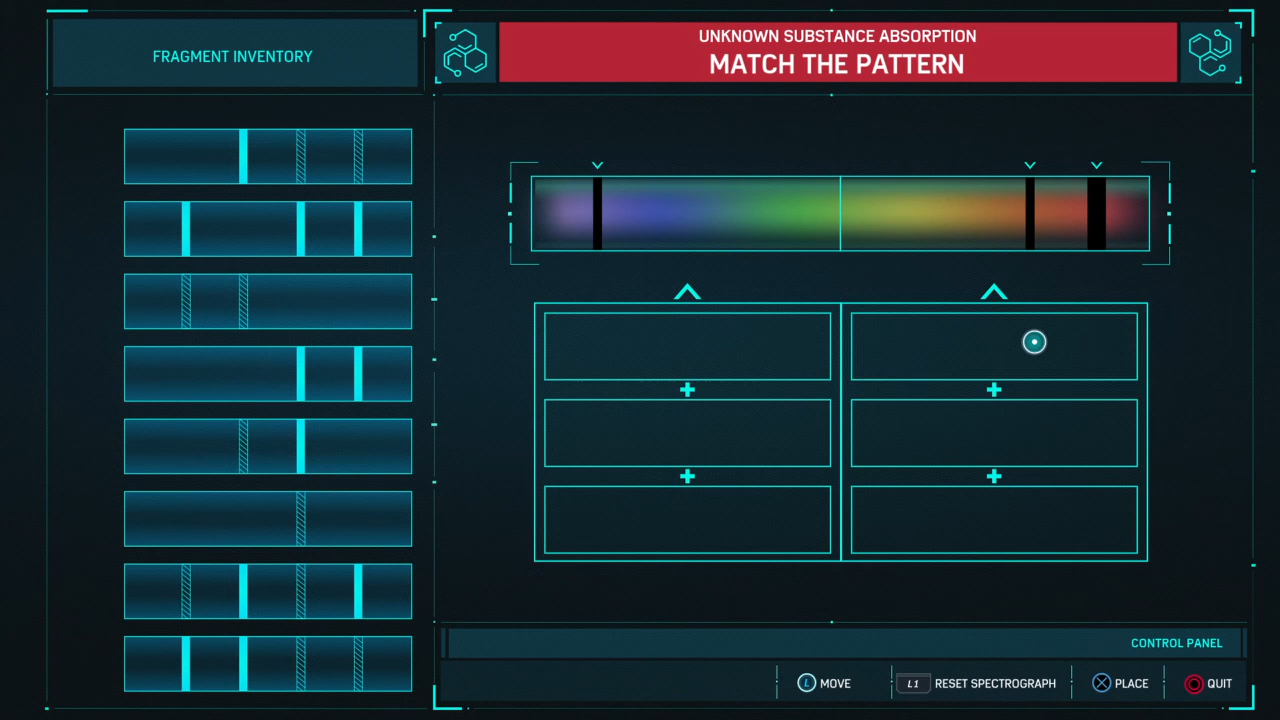 FRAGMENT INVENTORY
UNKNOWN SUBSTANCE ABSORPTION
MATCH THE PATTERN
CONTROL PANEL
L MOVE
L1 RESET SPECTROGRAPH
PLACE
QUIT